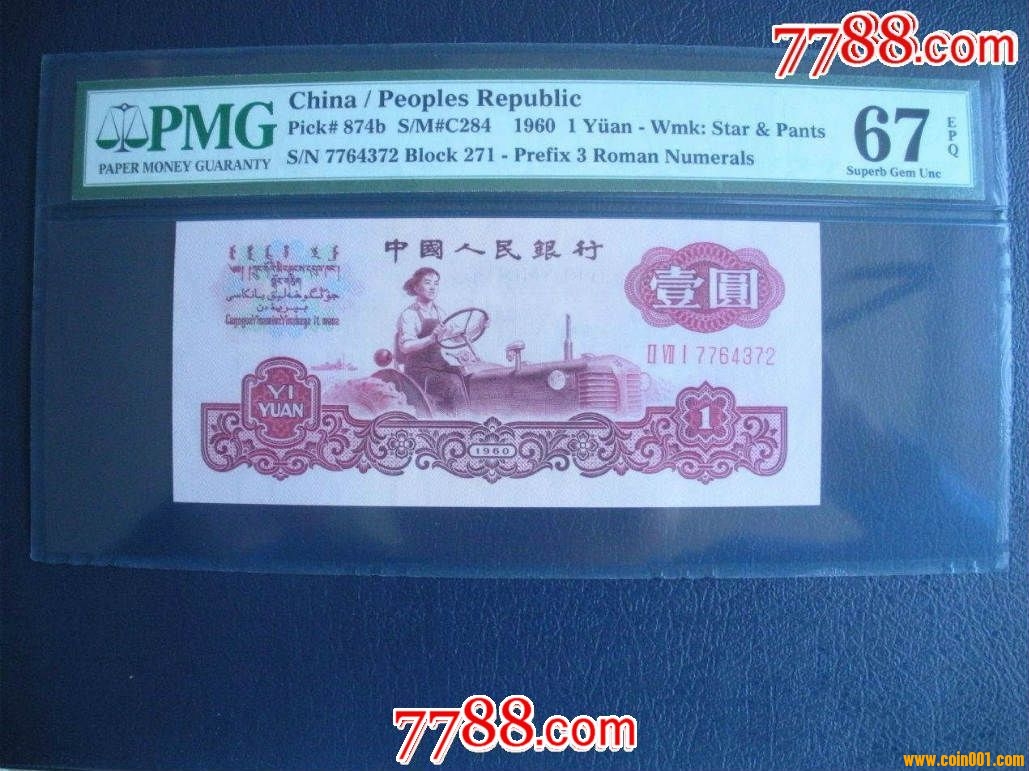 7788.com
PMG
PAPER MONEY GUARANTY
China / Peoples Republic
Pick# 874b S/M#C284 1960 1 Yüan - Wmk: Star & Pants
S/N 7764372 Block 271 - Prefix 3 Roman Numerals
67
EPQ
Superb Gem Unc
中國人民銀行
壹圓
II VII I 7764372
YI
YUAN
1960
1
7788.com
www.coin001.com